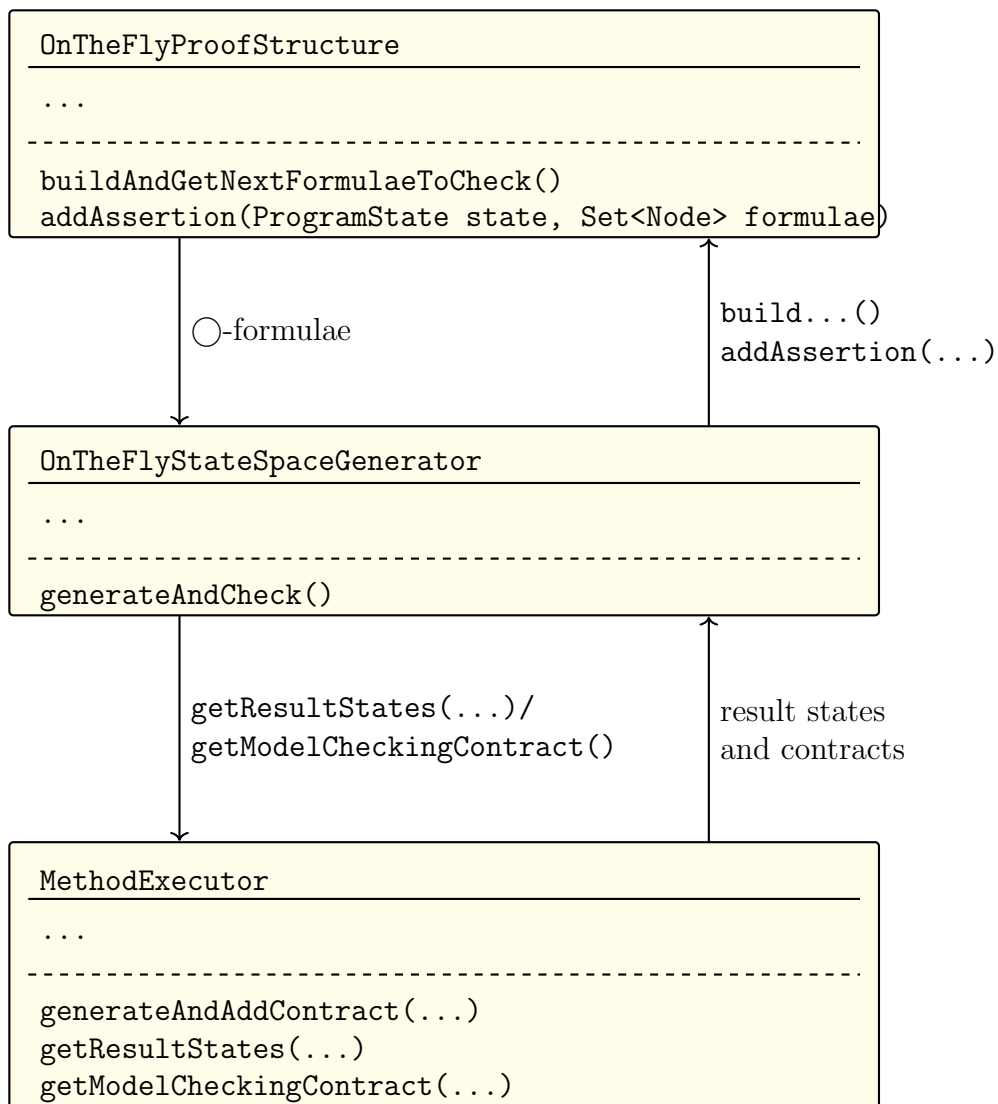 OnTheFlyProofStructure
...
buildAndGetNextFormulaeToCheck()
addAssertion(ProgramState state, Set<Node> formulae)
◯-formulae
build...()
addAssertion(...)
OnTheFlyStateSpaceGenerator
...
generateAndCheck()
getResultStates(...)/
getModelCheckingContract()
result states
and contracts
MethodExecutor
...
generateAndAddContract(...)
getResultStates(...)
getModelCheckingContract(...)